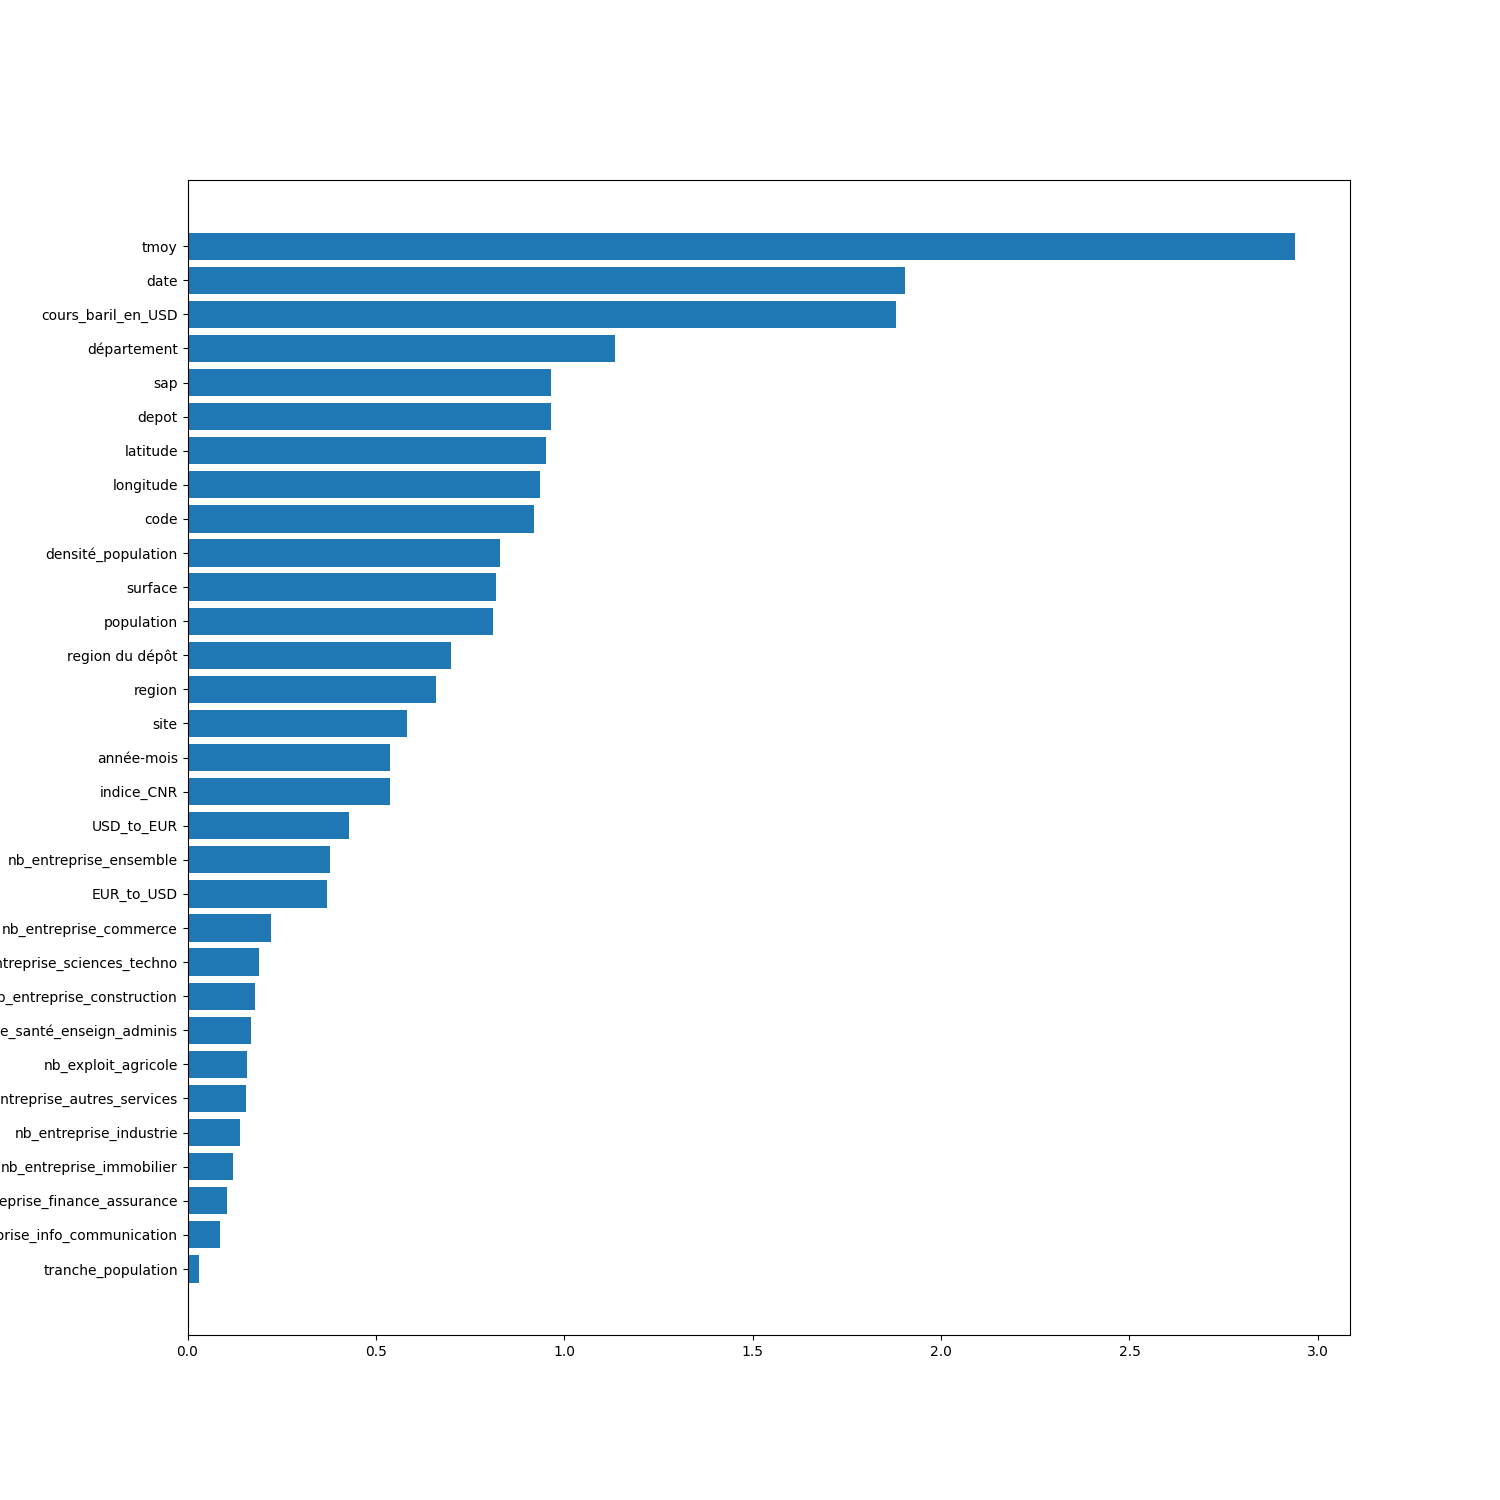 tmoy
date
cours_baril_en_USD
département
sap
depot
latitude
longitude
code
densité_population
surface
population
region du dépôt
region
site
année-mois
indice_CNR
USD_to_EUR
nb_entreprise_ensemble
EUR_to_USD
nb_entreprise_commerce
ntreprise_sciences_techno
b_entreprise_construction
e_santé_enseign_adminis
nb_exploit_agricole
ntreprise_autres_services
nb_entreprise_industrie
nb_entreprise_immobilier
eprise_finance_assurance
prise_info_communication
tranche_population
0.0 0.5 1.0 1.5 2.0 2.5 3.0